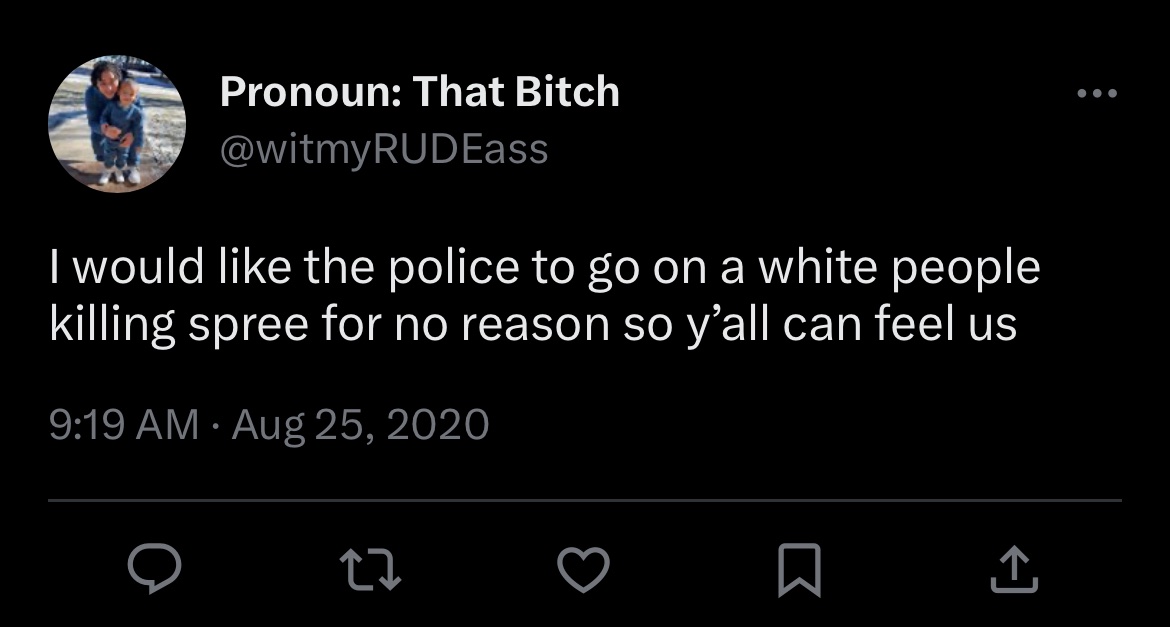 Pronoun: That Bitch
@witmyRUDEass
I would like the police to go on a white people
killing spree for no reason so y’all can feel us
9:19 AM · Aug 25, 2020